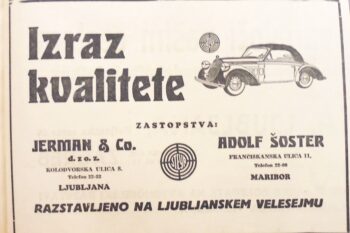 Izraz
kvalitete
ZASTOPSTVA:
JERMAN & Co.
d. z o. z.
KOLODVORSKA ULICA 8.
LJUBLJANA
ADOLF ŠOSTER
FRANČIŠKANSKA ULICA 11,
MARIBOR
RAZSTAVLJENO NA LJUBLJANSKEM VELESEJMU